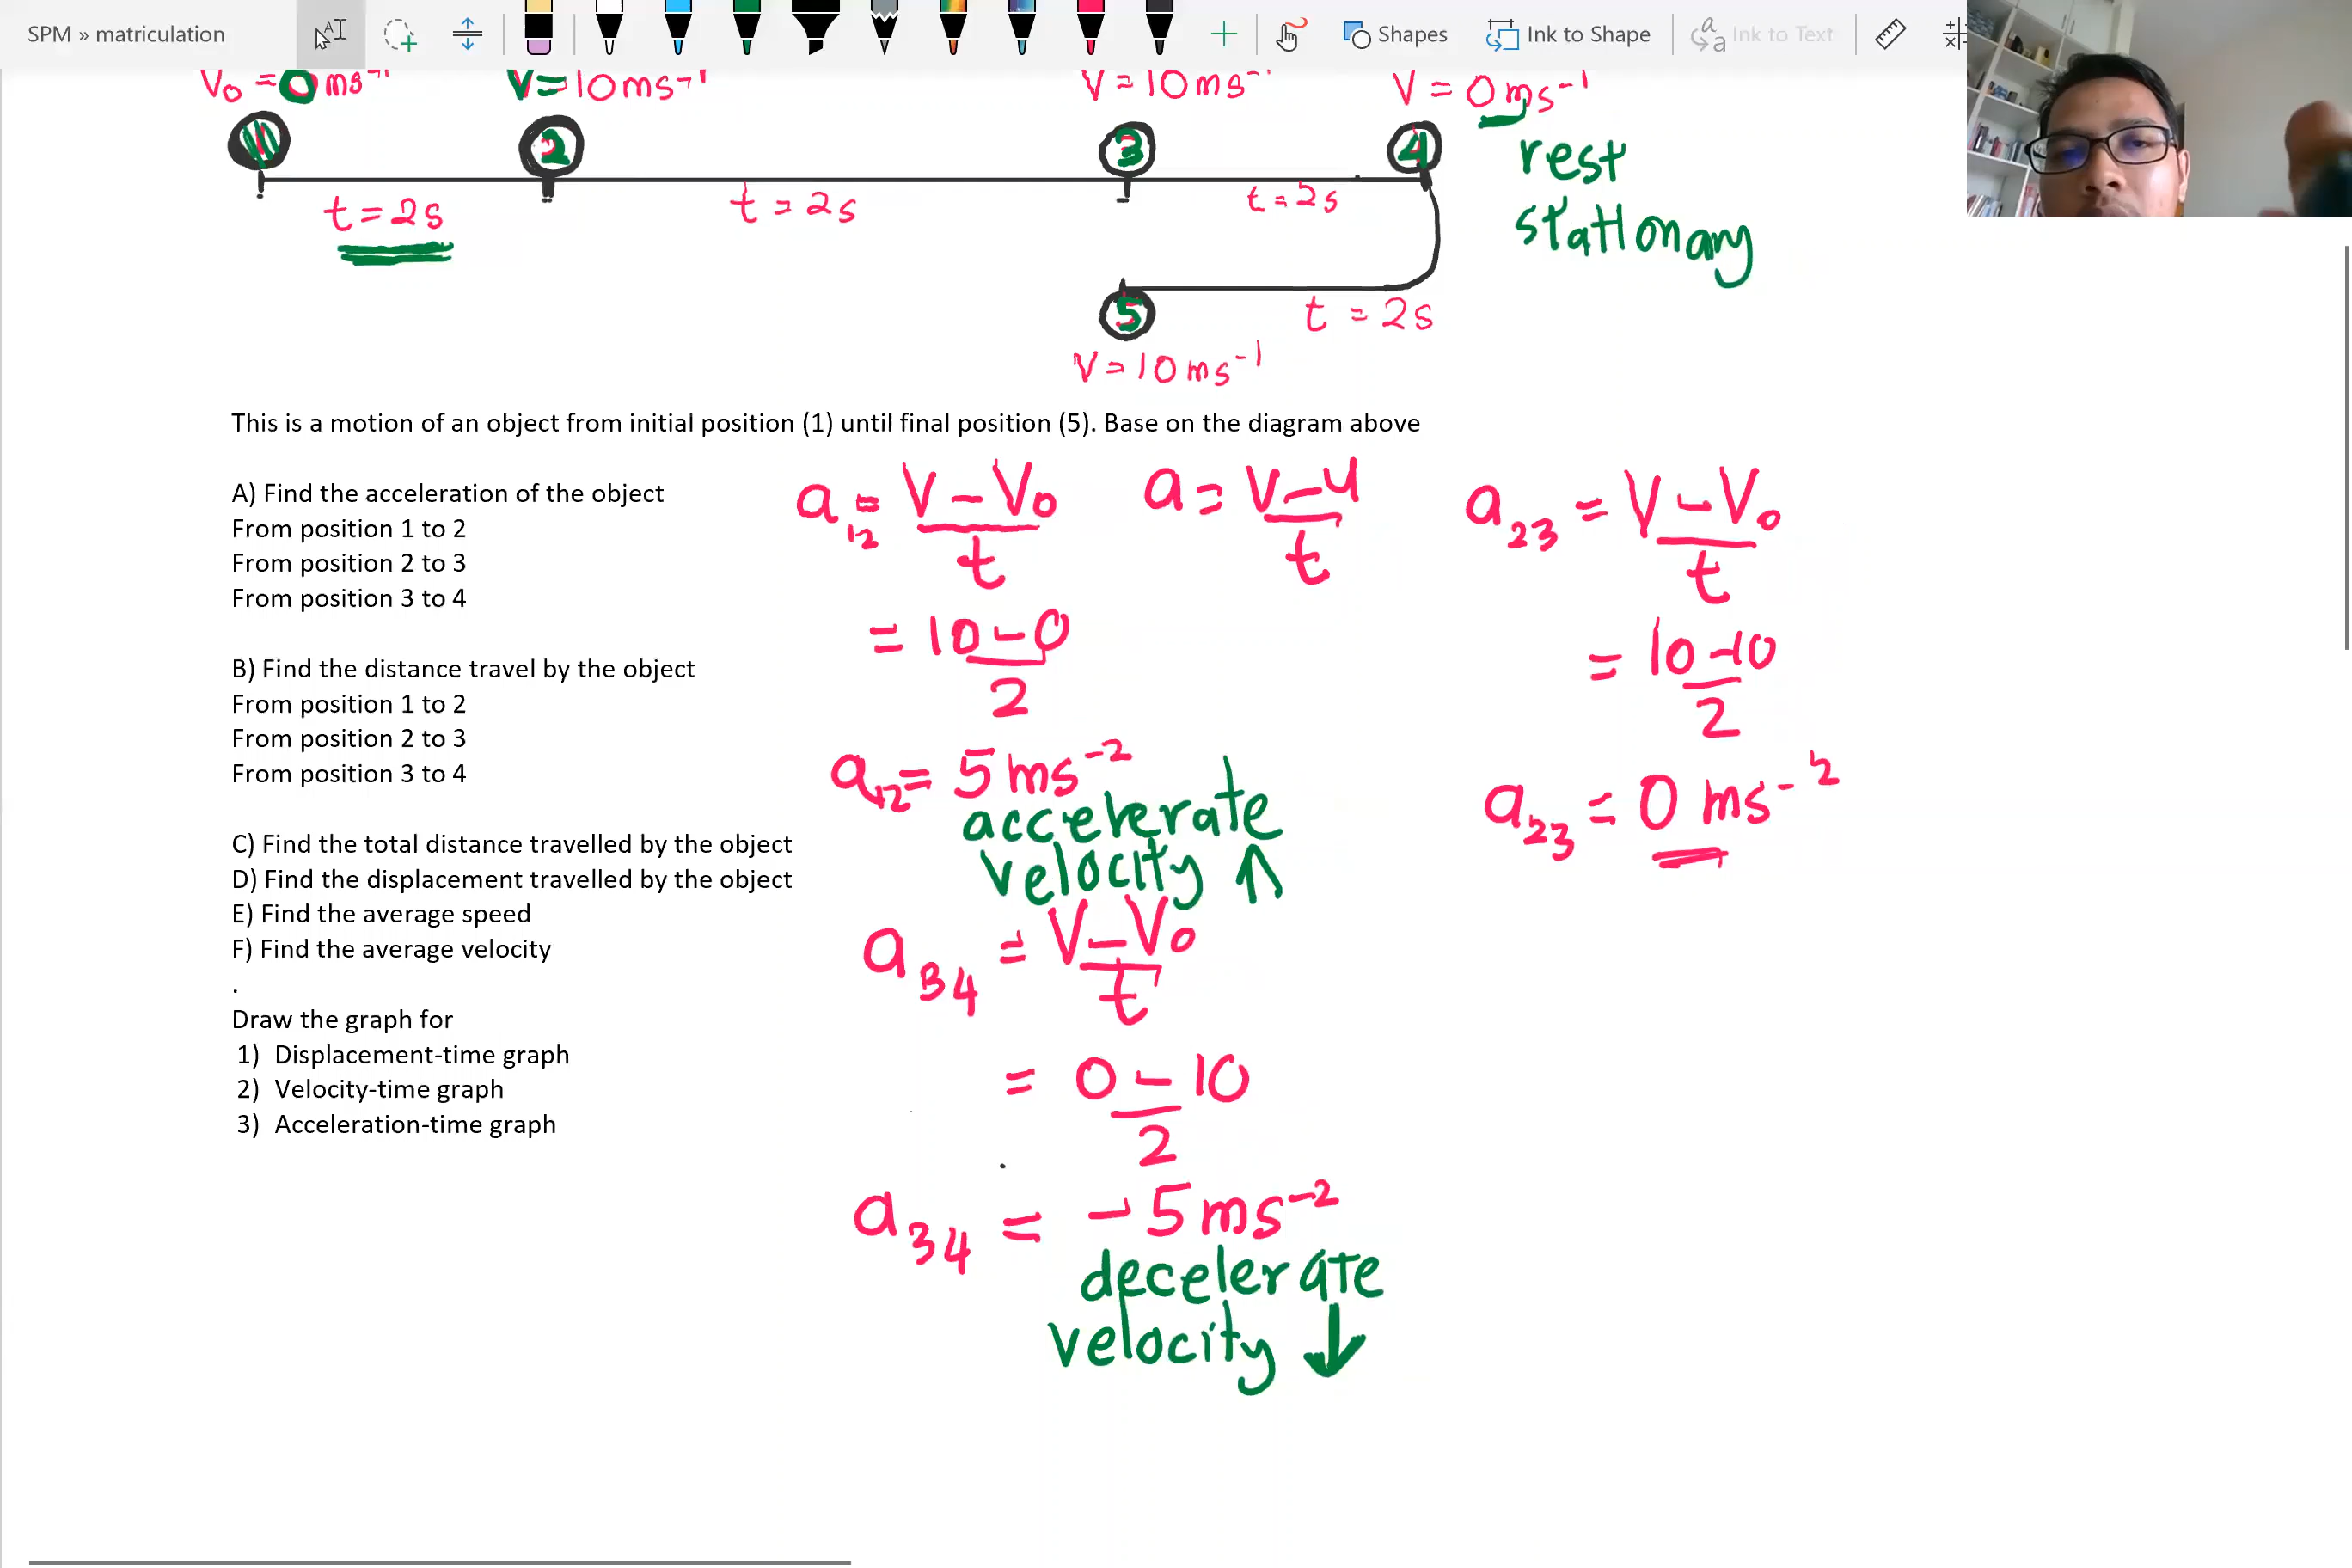 SPM » matriculation
Shapes
Ink to Shape
Ink to Text
V₀ = 0 ms⁻¹
V = 10 ms⁻¹
V = 10 ms⁻¹
V = 0 ms⁻¹
1
2
3
4
rest
stationary
t = 2s
t = 2s
t = 2s
5
t = 2s
V = 10 ms⁻¹
This is a motion of an object from initial position (1) until final position (5). Base on the diagram above
A) Find the acceleration of the object
From position 1 to 2
From position 2 to 3
From position 3 to 4
B) Find the distance travel by the object
From position 1 to 2
From position 2 to 3
From position 3 to 4
C) Find the total distance travelled by the object
D) Find the displacement travelled by the object
E) Find the average speed
F) Find the average velocity
.
Draw the graph for
1) Displacement-time graph
2) Velocity-time graph
3) Acceleration-time graph
a₁₂ = V - V₀
t
= 10 - 0
2
a₁₂ = 5 ms⁻²
accelerate
velocity ↑
a = V - u
t
a₂₃ = V - V₀
t
= 10 - 10
2
a₂₃ = 0 ms⁻²
a₃₄ = V - V₀
t
= 0 - 10
2
a₃₄ = -5 ms⁻²
decelerate
velocity ↓